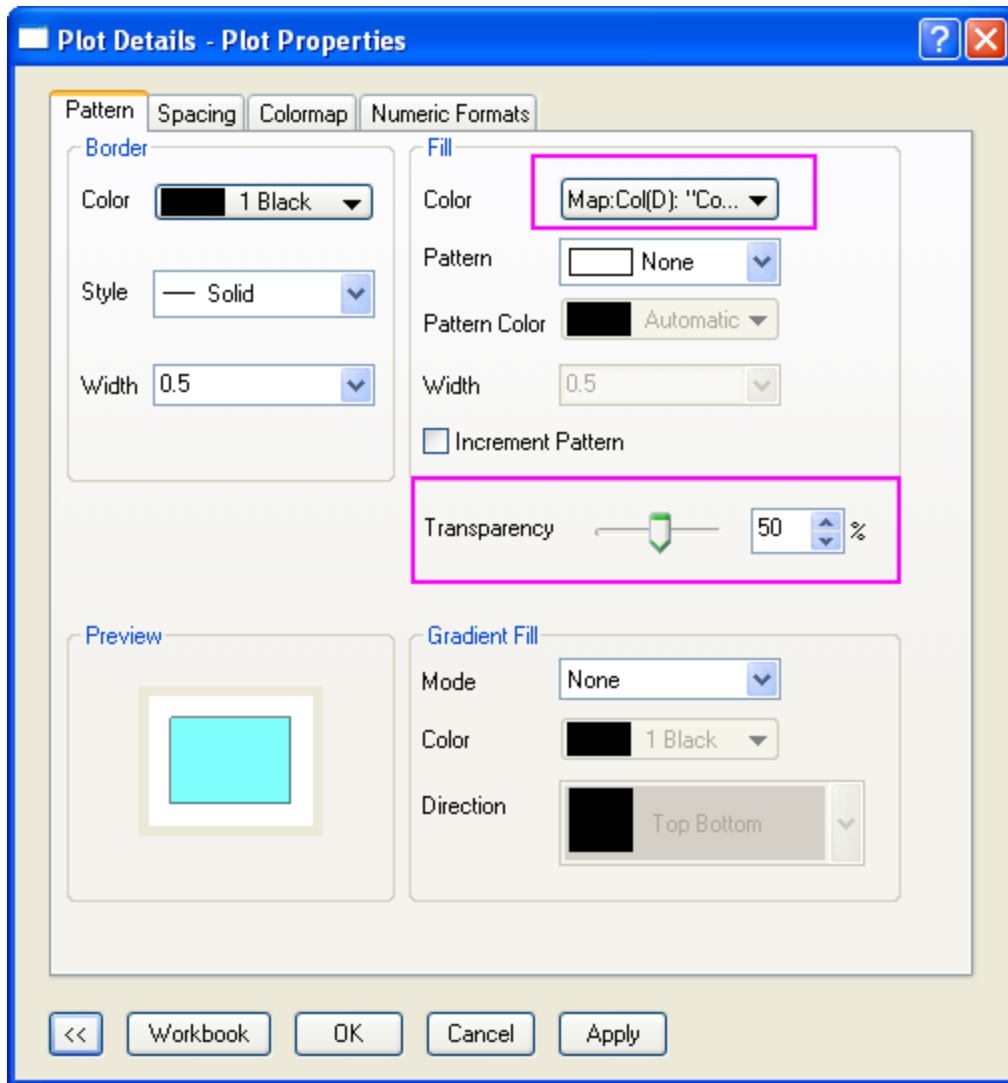 Plot Details - Plot Properties
Pattern Spacing Colormap Numeric Formats
Border
Color 1 Black
Style Solid
Width 0.5
Fill
Color Map:Col(D): "Co...
Pattern None
Pattern Color Automatic
Width 0.5
Increment Pattern
Transparency 50 %
Preview
Gradient Fill
Mode None
Color 1 Black
Direction Top Bottom
<< Workbook OK Cancel Apply